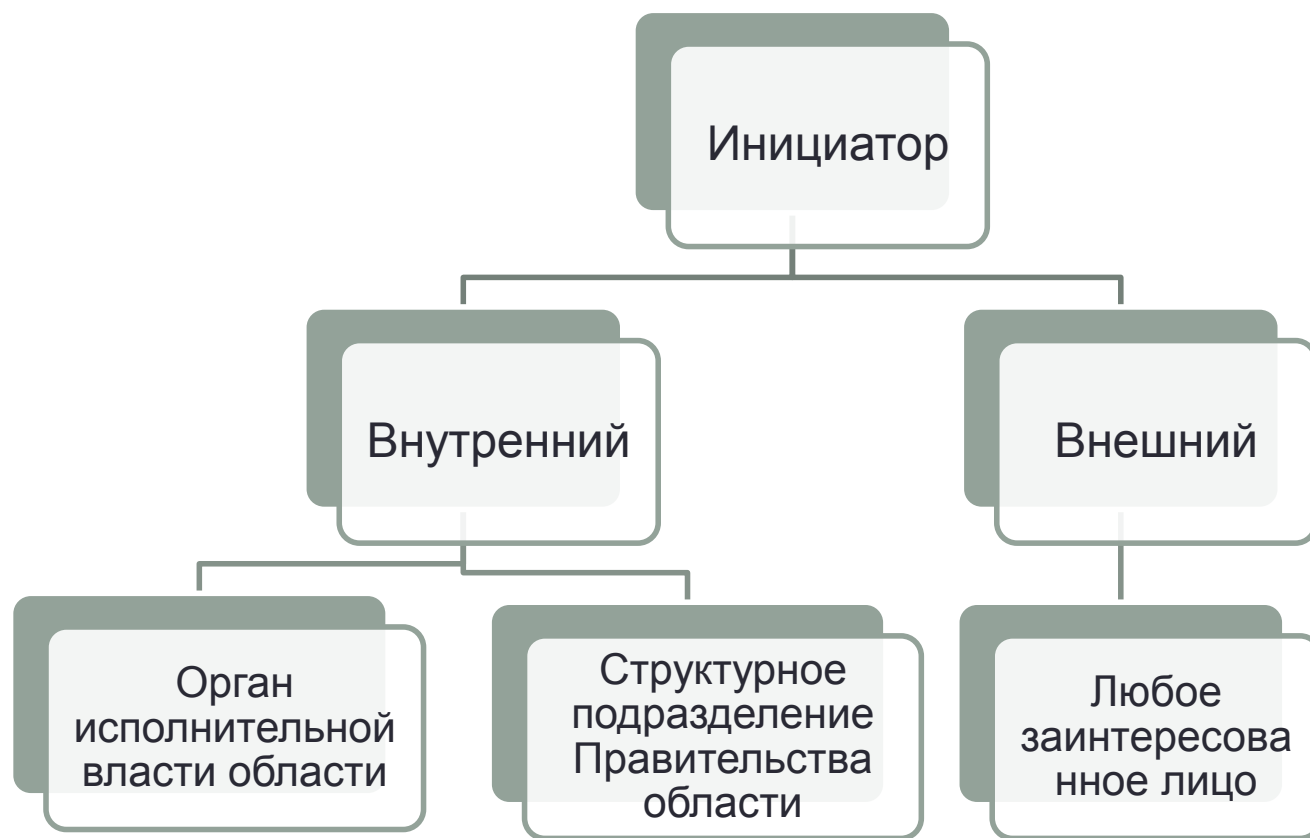 Инициатор
Внутренний
Внешний
Орган
исполнительной
власти области
Структурное
подразделение
Правительства
области
Любое
заинтересова
нное лицо